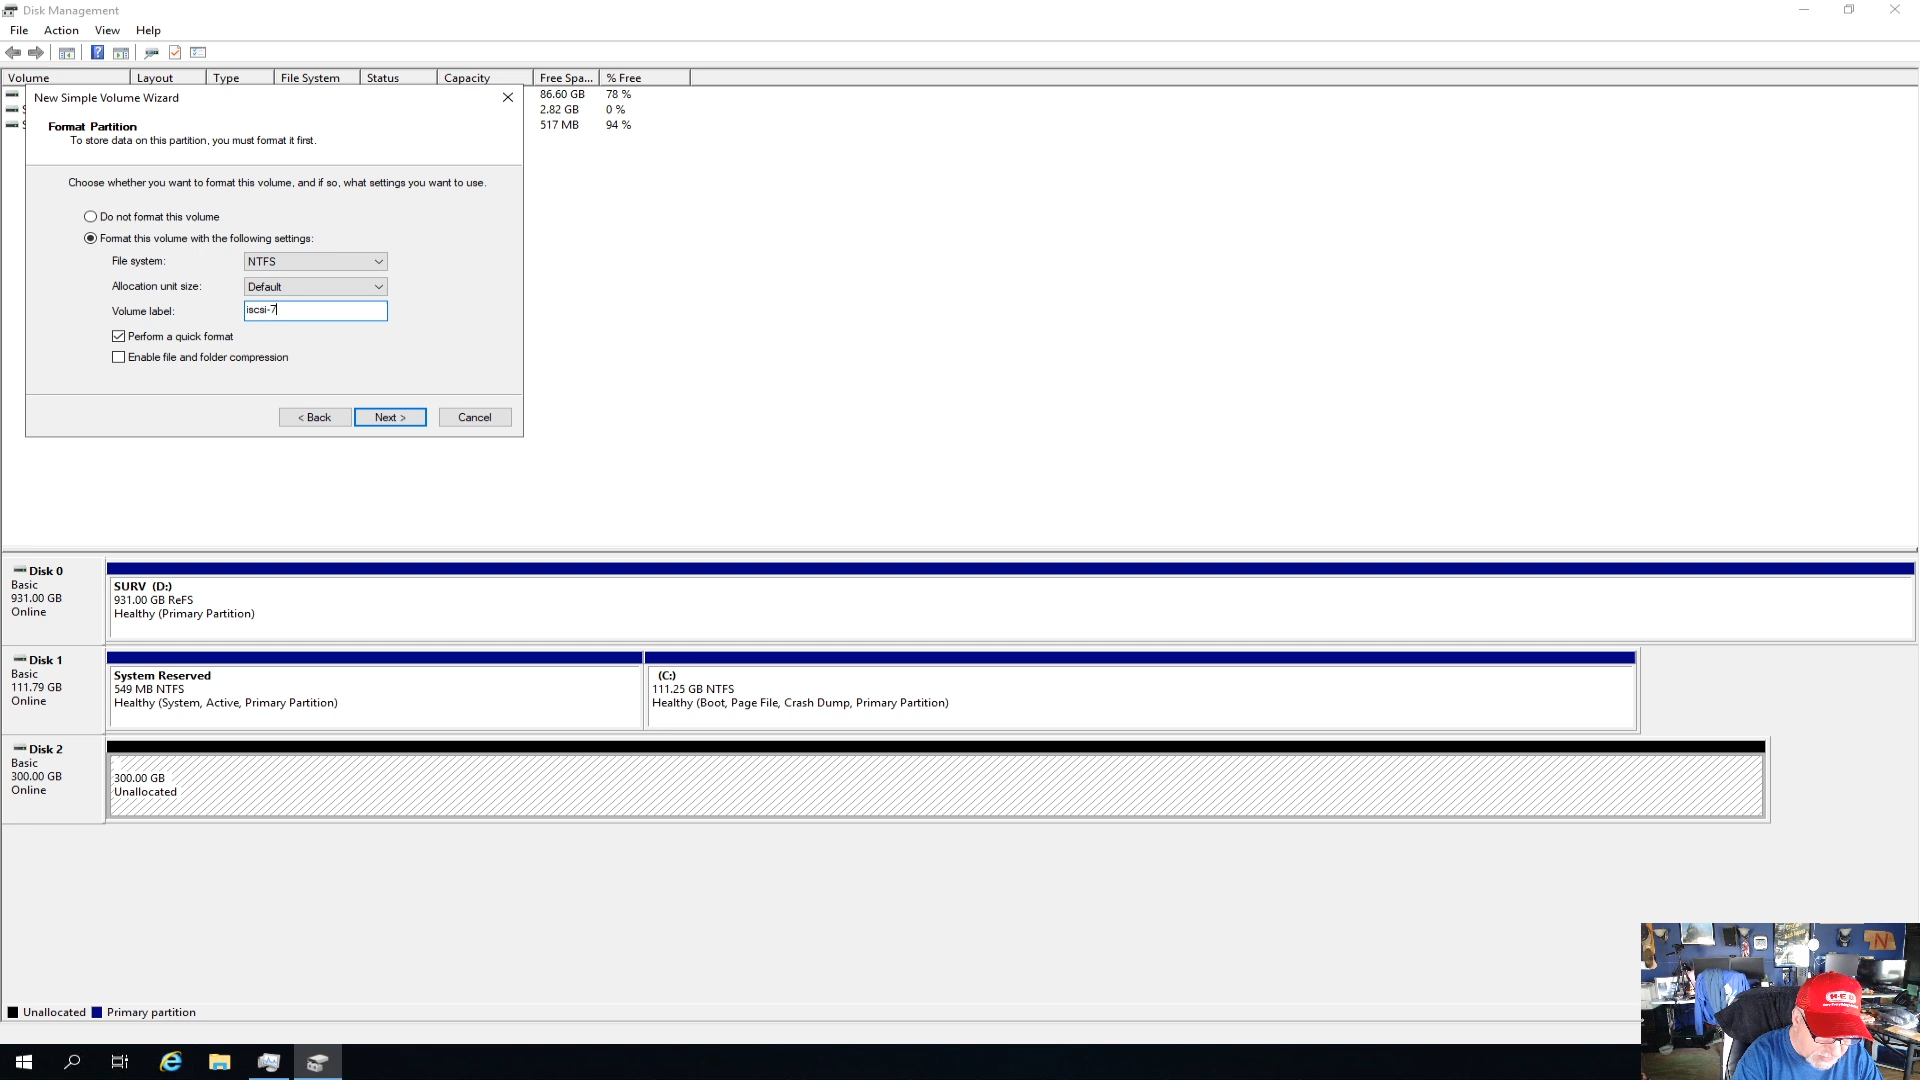 Disk Management
File Action View Help
Volume Layout Type File System Status Capacity Free Spa... % Free
86.60 GB 78 %
2.82 GB 0 %
517 MB 94 %
New Simple Volume Wizard
Format Partition
To store data on this partition, you must format it first.
Choose whether you want to format this volume, and if so, what settings you want to use.
Do not format this volume
Format this volume with the following settings:
File system: NTFS
Allocation unit size: Default
Volume label: iscsi-7
Perform a quick format
Enable file and folder compression
< Back Next > Cancel
Disk 0
Basic
931.00 GB
Online
SURV (D:)
931.00 GB ReFS
Healthy (Primary Partition)
Disk 1
Basic
111.79 GB
Online
System Reserved
549 MB NTFS
Healthy (System, Active, Primary Partition)
(C:)
111.25 GB NTFS
Healthy (Boot, Page File, Crash Dump, Primary Partition)
Disk 2
Basic
300.00 GB
Online
300.00 GB
Unallocated
Unallocated Primary partition
N